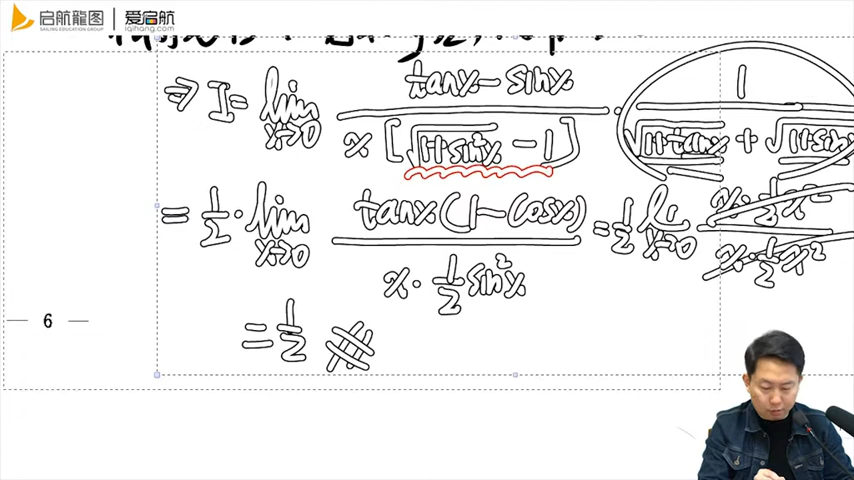 启航龍图 爱启航
SAILING EDUCATION GROUP iqihang.com
⇒ I = lim x→0 (tanx - sinx) / (x[√(1+sin²x) - 1]) · 1 / (√(1+tanx) + √(1+sinx
= 1/2 · lim x→0 tanx(1-cosx) / (x · 1/2 sin²x) = 1/2 li x→0 (x · 1/2 x²) / (x · 1/2 x²)
= 1/2 #
— 6 —